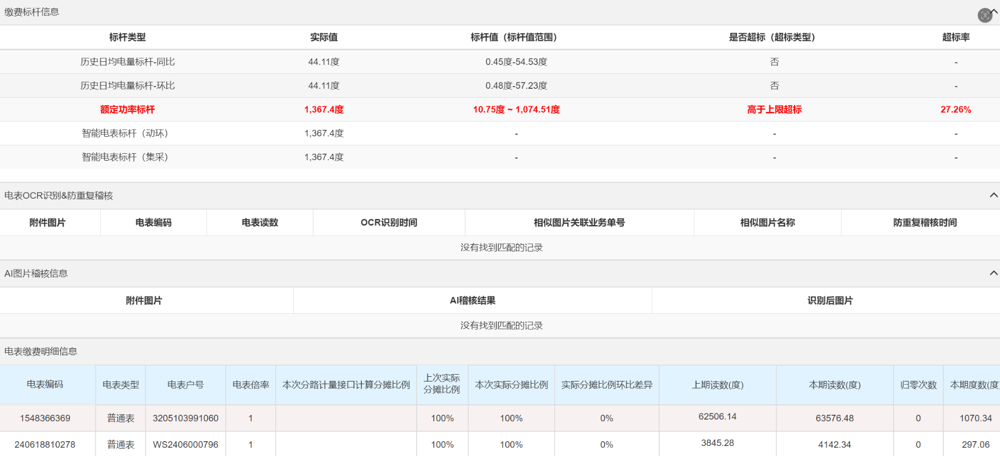 缴费标杆信息
标杆类型 实际值 标杆值（标杆值范围） 是否超标（超标类型） 超标率
历史日均电量标杆-同比 44.11度 0.45度-54.53度 否 -
历史日均电量标杆-环比 44.11度 0.48度-57.23度 否 -
额定功率标杆 1,367.4度 10.75度 ~ 1,074.51度 高于上限超标 27.26%
智能电表标杆（动环） 1,367.4度 - - -
智能电表标杆（集采） 1,367.4度 - - -
电表OCR识别&防重复稽核
附件图片 电表编码 电表读数 OCR识别时间 相似图片关联业务单号 相似图片名称 防重复稽核时间
没有找到匹配的记录
AI图片稽核信息
附件图片 AI稽核结果 识别后图片
没有找到匹配的记录
电表缴费明细信息
电表编码 电表类型 电表户号 电表倍率 本次分路计量接口计算分摊比例 上次实际 本次实际分摊比例 实际分摊比例环比差异 上期读数(度) 本期读数(度) 归零次数 本期度数(度
分摊比例
1548366369 普通表 3205103991060 1 100% 100% 0% 62506.14 63576.48 0 1070.34
240618810278 普通表 WS2406000796 1 100% 100% 0% 3845.28 4142.34 0 297.06